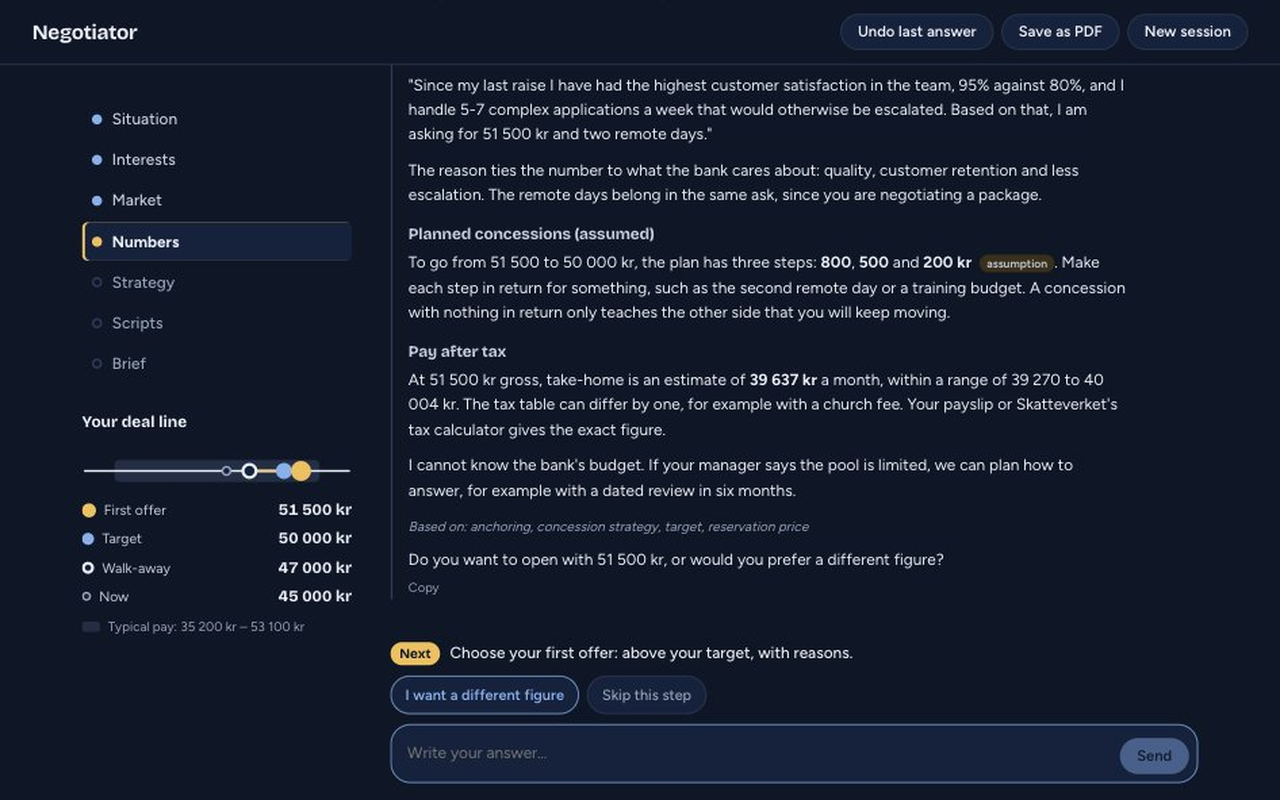 Negotiator
Undo last answer
Save as PDF
New session
Situation
Interests
Market
Numbers
Strategy
Scripts
Brief
Your deal line
First offer 51 500 kr
Target 50 000 kr
Walk-away 47 000 kr
Now 45 000 kr
Typical pay: 35 200 kr – 53 100 kr
"Since my last raise I have had the highest customer satisfaction in the team, 95% against 80%, and I
handle 5-7 complex applications a week that would otherwise be escalated. Based on that, I am
asking for 51 500 kr and two remote days."
The reason ties the number to what the bank cares about: quality, customer retention and less
escalation. The remote days belong in the same ask, since you are negotiating a package.
Planned concessions (assumed)
To go from 51 500 to 50 000 kr, the plan has three steps: 800, 500 and 200 kr assumption. Make
each step in return for something, such as the second remote day or a training budget. A concession
with nothing in return only teaches the other side that you will keep moving.
Pay after tax
At 51 500 kr gross, take-home is an estimate of 39 637 kr a month, within a range of 39 270 to 40
004 kr. The tax table can differ by one, for example with a church fee. Your payslip or Skatteverket's
tax calculator gives the exact figure.
I cannot know the bank's budget. If your manager says the pool is limited, we can plan how to
answer, for example with a dated review in six months.
Based on: anchoring, concession strategy, target, reservation price
Do you want to open with 51 500 kr, or would you prefer a different figure?
Copy
Next Choose your first offer: above your target, with reasons.
I want a different figure
Skip this step
Write your answer...
Send